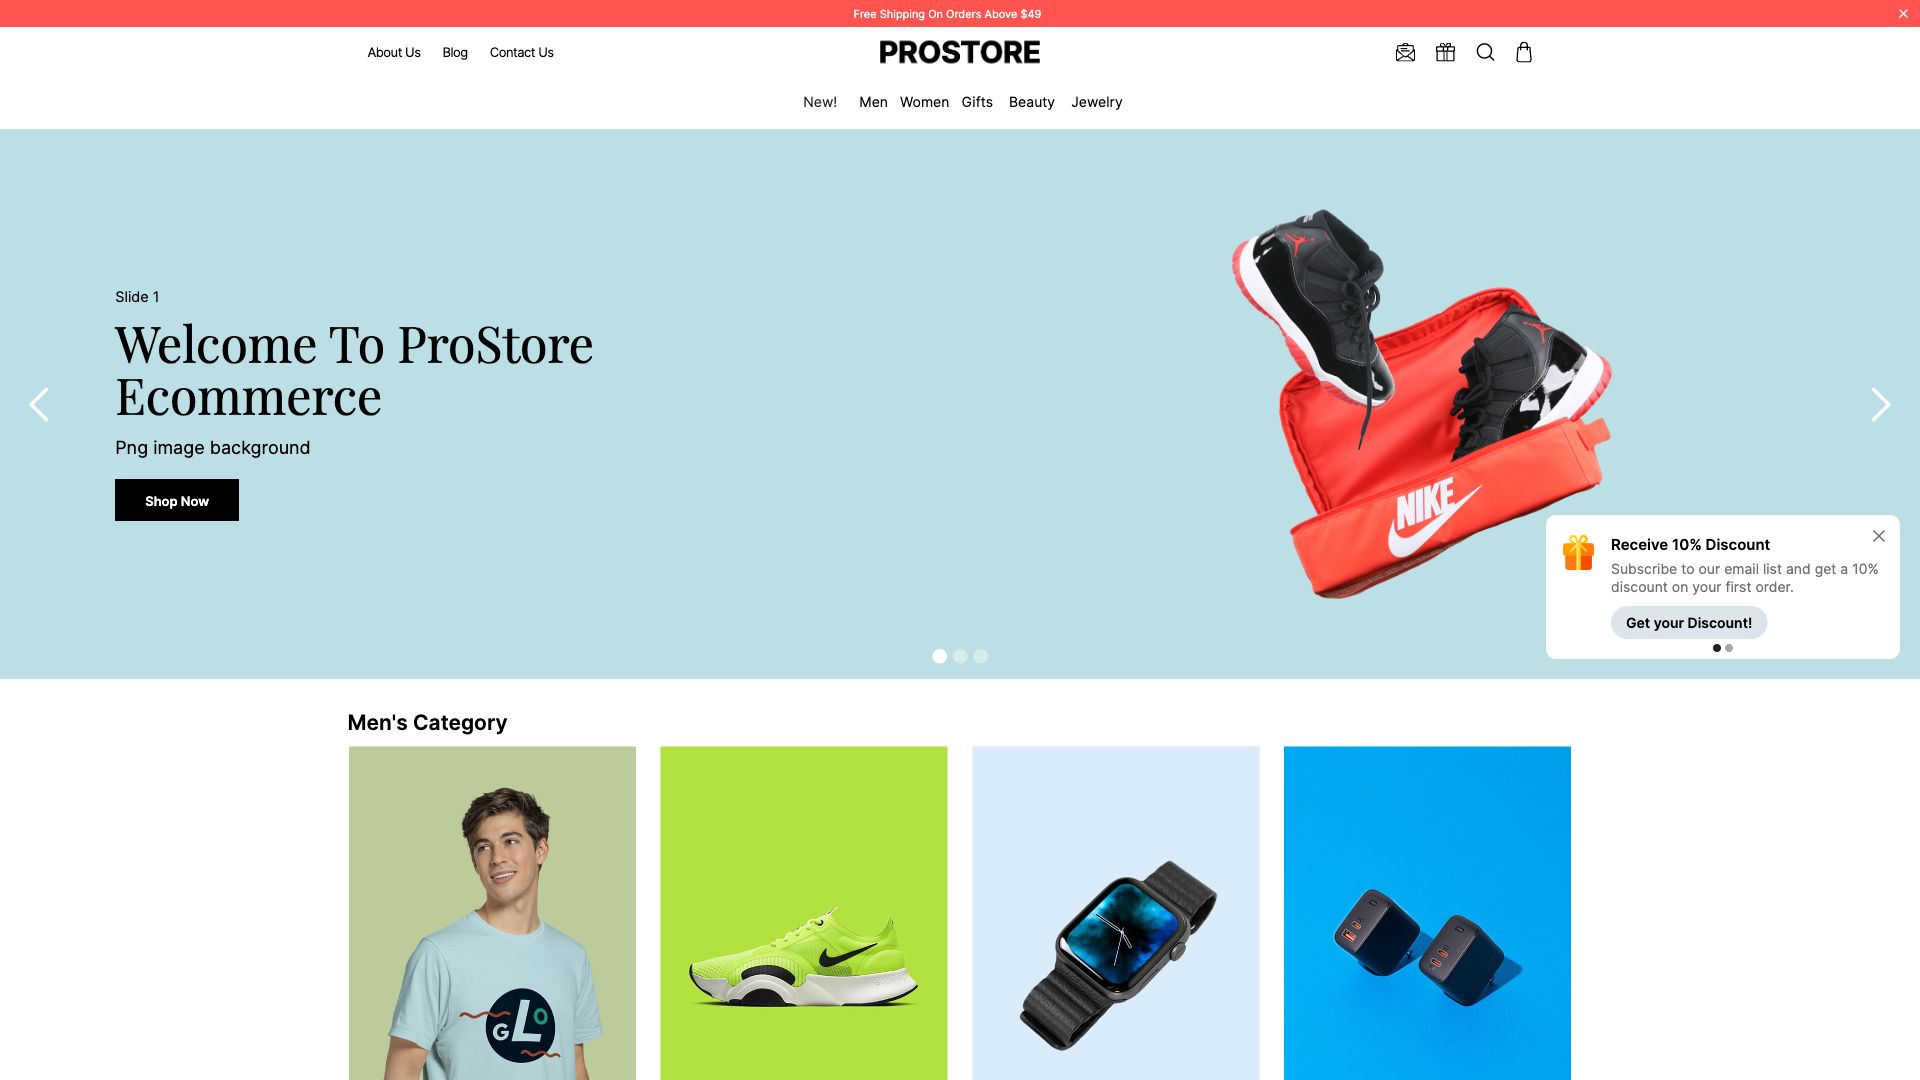 Free Shipping On Orders Above $49
About Us Blog Contact Us
PROSTORE
New! Men Women Gifts Beauty Jewelry
Slide 1
Welcome To ProStore
Ecommerce
Png image background
Shop Now
NIKE
Receive 10% Discount
Subscribe to our email list and get a 10%
discount on your first order.
Get your Discount!
Men's Category
GLO